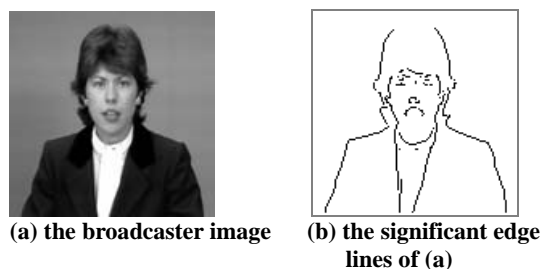 (a) the broadcaster image
(b) the significant edge
lines of (a)